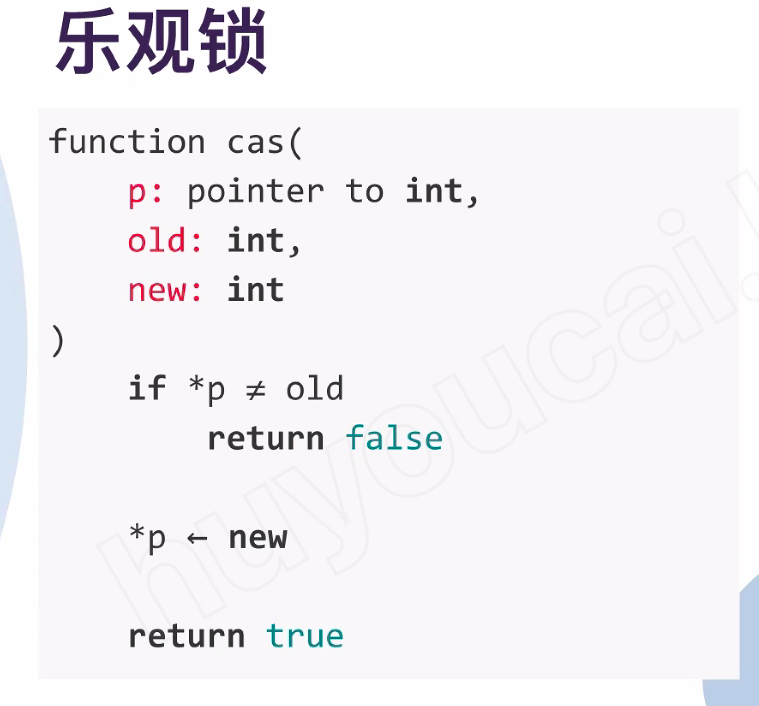 乐观锁
function cas(
    p: pointer to int,
    old: int,
    new: int
)
    if *p ≠ old
        return false
    *p ← new
    return true
huyoucai.